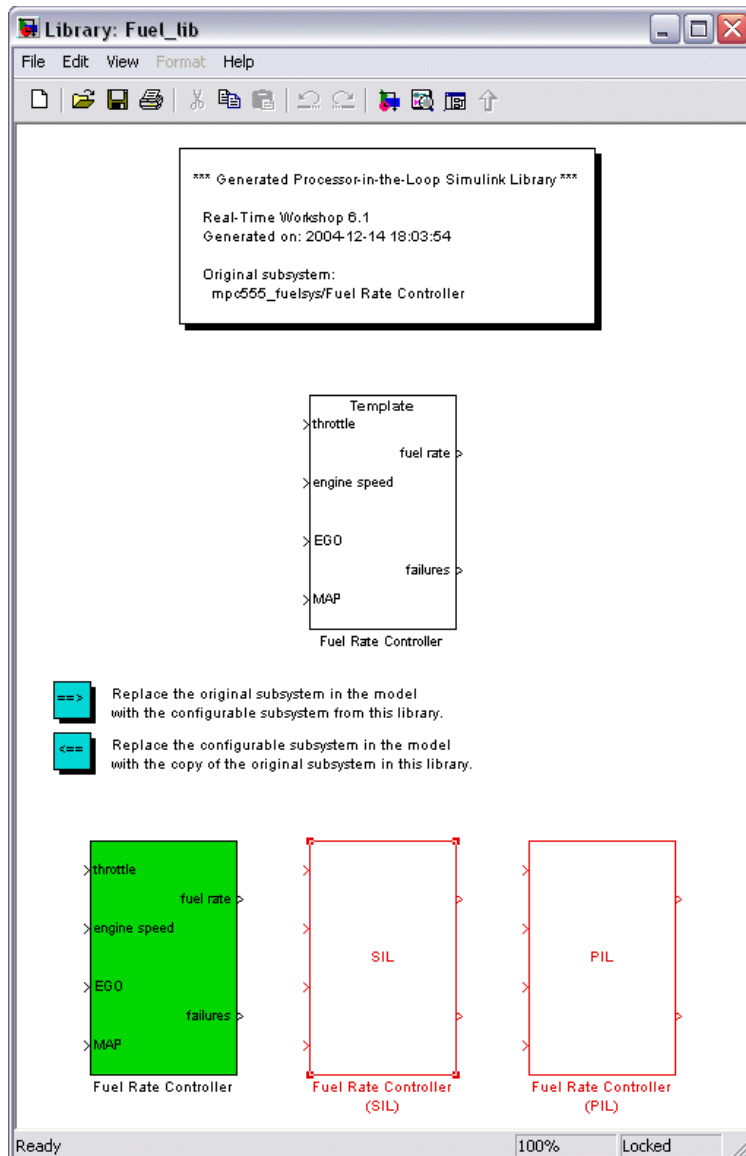 Library: Fuel_lib
File Edit View Format Help
*** Generated Processor-in-the-Loop Simulink Library ***
Real-Time Workshop 6.1
Generated on: 2004-12-14 18:03:54
Original subsystem:
mpc555_fuelsys/Fuel Rate Controller
Template
throttle
fuel rate
engine speed
EGO
failures
MAP
Fuel Rate Controller
==> Replace the original subsystem in the model
with the configurable subsystem from this library.
<== Replace the configurable subsystem in the model
with the copy of the original subsystem in this library.
throttle
fuel rate
engine speed
EGO
failures
MAP
Fuel Rate Controller
SIL
Fuel Rate Controller
(SIL)
PIL
Fuel Rate Controller
(PIL)
Ready 100% Locked